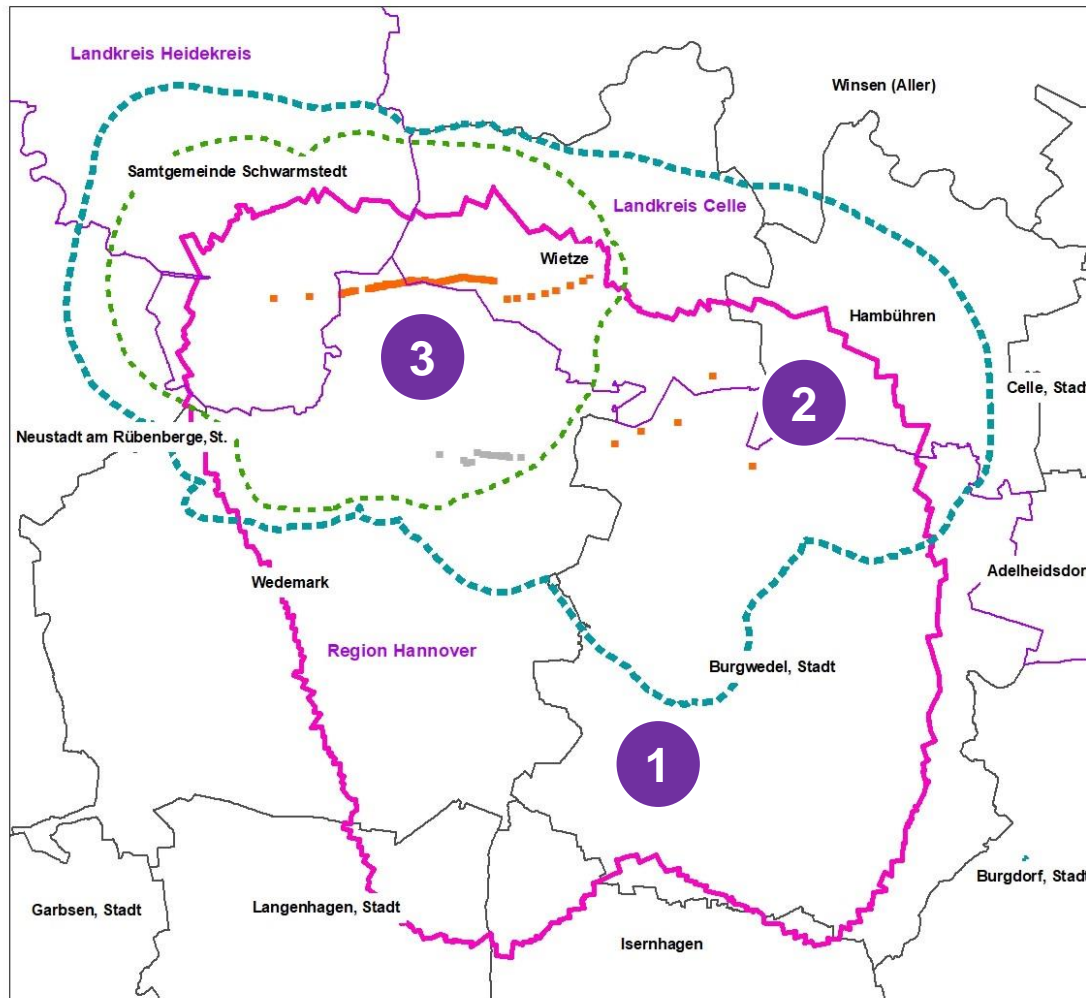 Landkreis Heidekreis
Winsen (Aller)
Samtgemeinde Schwarmstedt
Landkreis Celle
Wietze
Hambühren
3
2
Celle, Stadt
Neustadt am Rübenberge, St.
Wedemark
Adelheidsdorf
Region Hannover
Burgwedel, Stadt
1
Burgdorf, Stadt
Garbsen, Stadt
Langenhagen, Stadt
Isernhagen